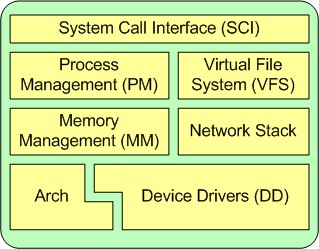 System Call Interface (SCI)
Process
Management (PM)
Virtual File
System (VFS)
Memory
Management (MM)
Network Stack
Arch
Device Drivers (DD)